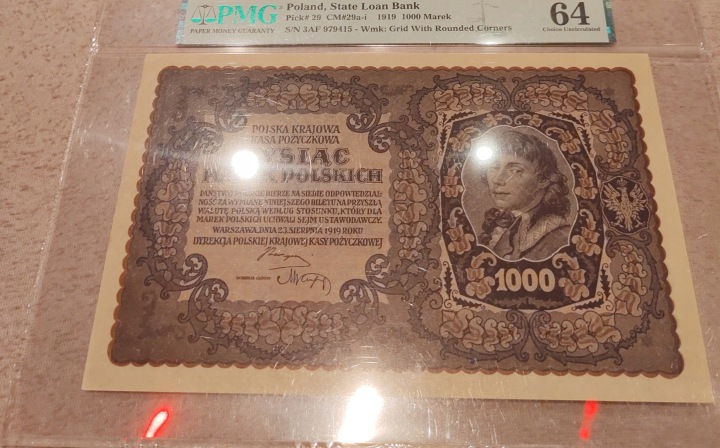 PMG
PAPER MONEY GUARANTY
Poland, State Loan Bank
Pick# 29 CM#29a-i 1919 1000 Marek
S/N 3AF 979415 - Wmk: Grid With Rounded Corners
64
Choice Uncirculated
POLSKA KRAJOWA
KASA POŻYCZKOWA
POLSKICH
BIERZE NA SIEBIE ODPOWIEDZIAL-
NOŚĆ ZA WYMIANĘ NINIEJSZEGO BILETU NA PRZYSZŁĄ
WALUTĘ POLSKĄ WEDŁUG STOSUNKU, KTÓRY DLA
MAREK POLSKICH UCHWALI SEJM USTAWODAWCZY.
WARSZAWA, DNIA 23 SIERPNIA 1919 ROKU
DYREKCJA POLSKIEJ KRAJOWEJ KASY POŻYCZKOWEJ
1000